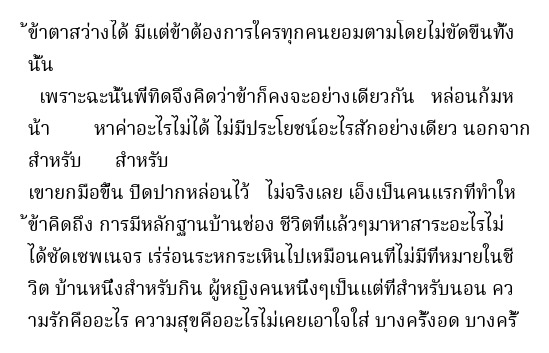 ้ข้าตาสว่างได้ มีแต่ข้าต้องการใครทุกคนยอมตามโดยไม่ขัดขืนทั้ง
นั้น
เพราะฉะนั้นพี่ทิดจึงคิดว่าข้าก็คงจะอย่างเดียวกัน หล่อนก้มห
น้า หาค่าอะไรไม่ได้ ไม่มีประโยชน์อะไรสักอย่างเดียว นอกจาก
สำหรับ สำหรับ
เขายกมือขึ้น ปิดปากหล่อนไว้ ไม่จริงเลย เอ็งเป็นคนแรกที่ทำให
้ข้าคิดถึง การมีหลักฐานบ้านช่อง ชีวิตที่แล้วๆมาหาสาระอะไรไม่
ได้ซัดเซพเนจร เร่ร่อนระหกระเหินไปเหมือนคนที่ไม่มีที่หมายในชี
วิต บ้านหนึ่งสำหรับกิน ผู้หญิงคนหนึ่งๆเป็นแต่ที่สำหรับนอน คว
ามรักคืออะไร ความสุขคืออะไรไม่เคยเอาใจใส่ บางครั้งอด บางครั้